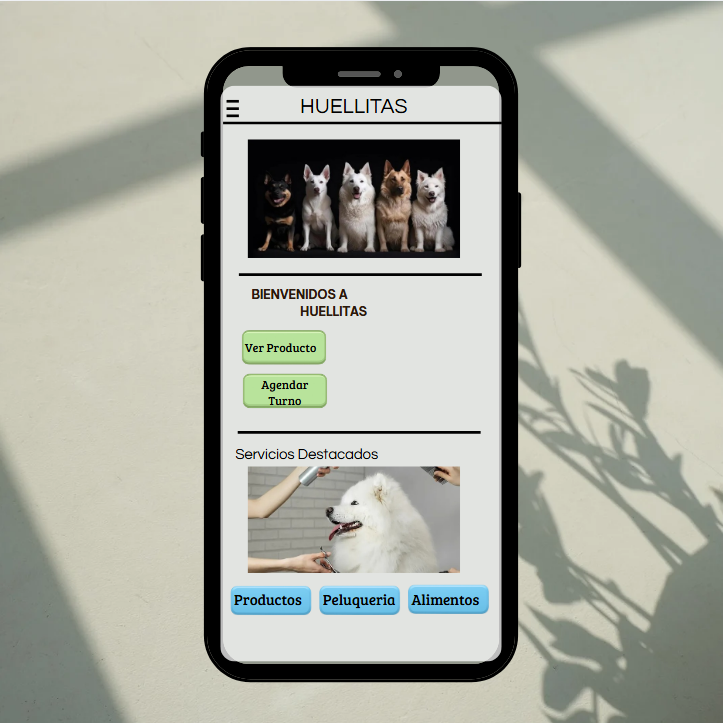 HUELLITAS
BIENVENIDOS A
HUELLITAS
Ver Producto
Agendar
Turno
Servicios Destacados
Productos
Peluqueria
Alimentos